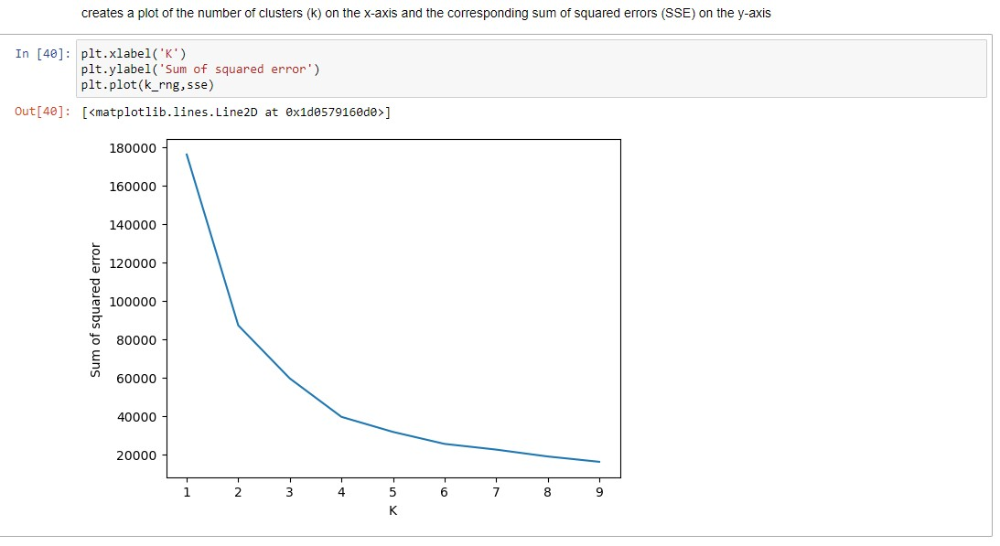 creates a plot of the number of clusters (k) on the x-axis and the corresponding sum of squared errors (SSE) on the y-axis
In [40]: plt.xlabel('K')
plt.ylabel('Sum of squared error')
plt.plot(k_rng,sse)
Out[40]: [<matplotlib.lines.Line2D at 0x1d0579160d0>]
180000
160000
140000
120000
100000
80000
60000
40000
20000
Sum of squared error
1 2 3 4 5 6 7 8 9
K